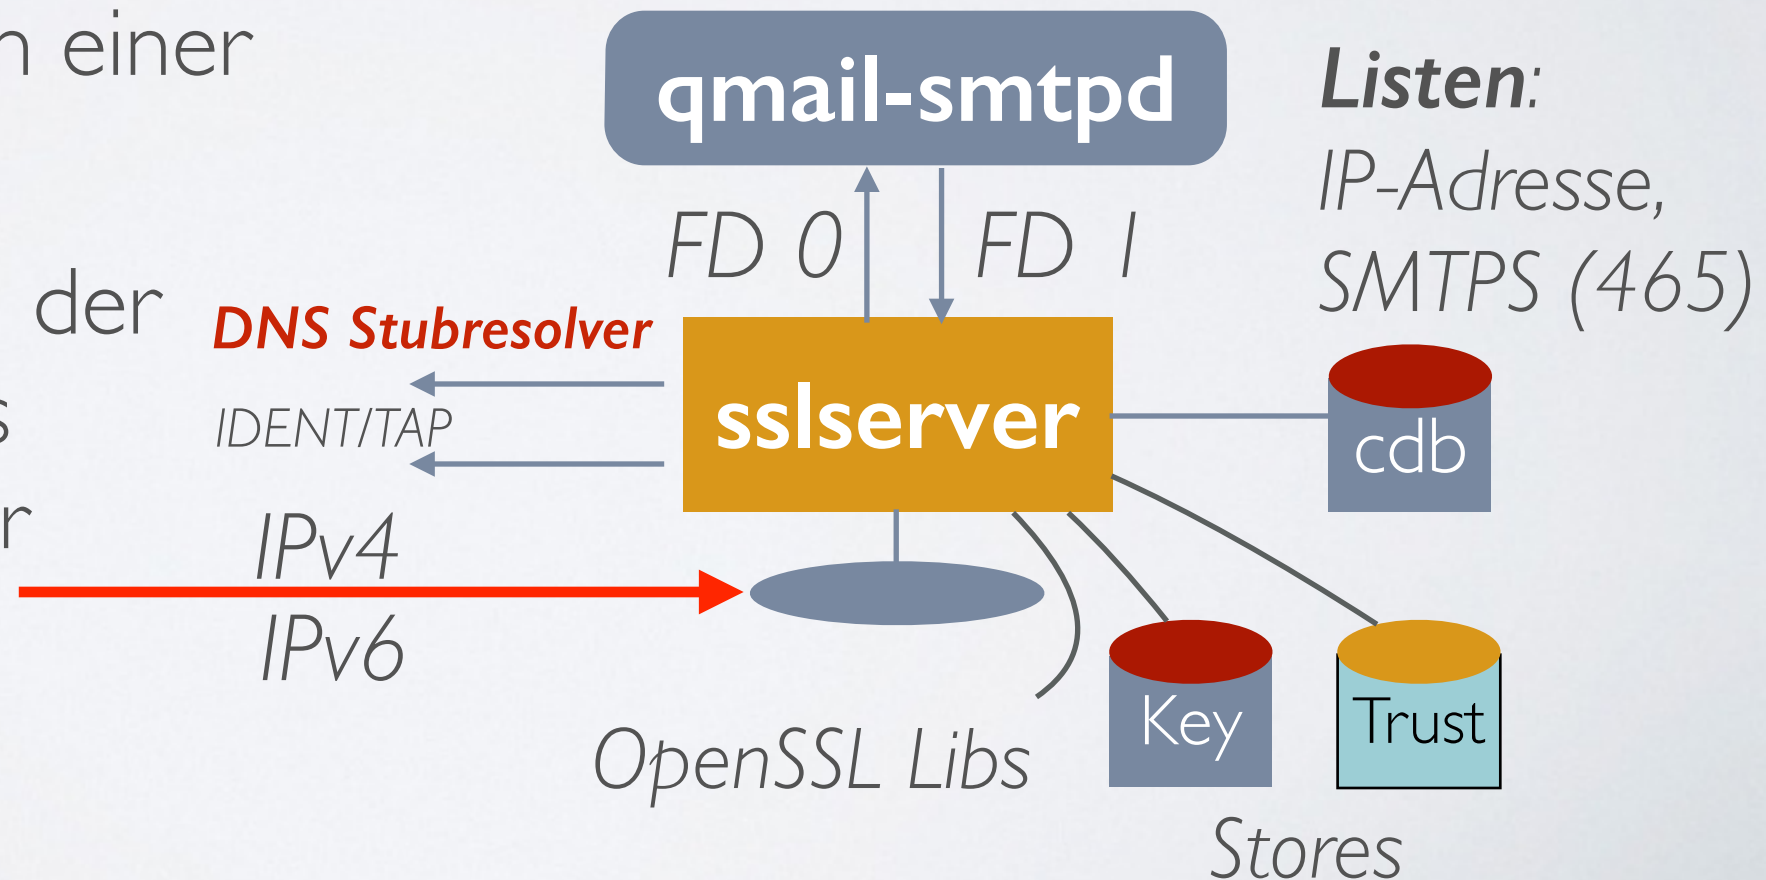 n einer
der
s
r
qmail-smtpd
FD 0
FD 1
Listen:
IP-Adresse,
SMTPS (465)
DNS Stubresolver
IDENT/TAP
sslserver
cdb
IPv4
IPv6
OpenSSL Libs
Key
Trust
Stores